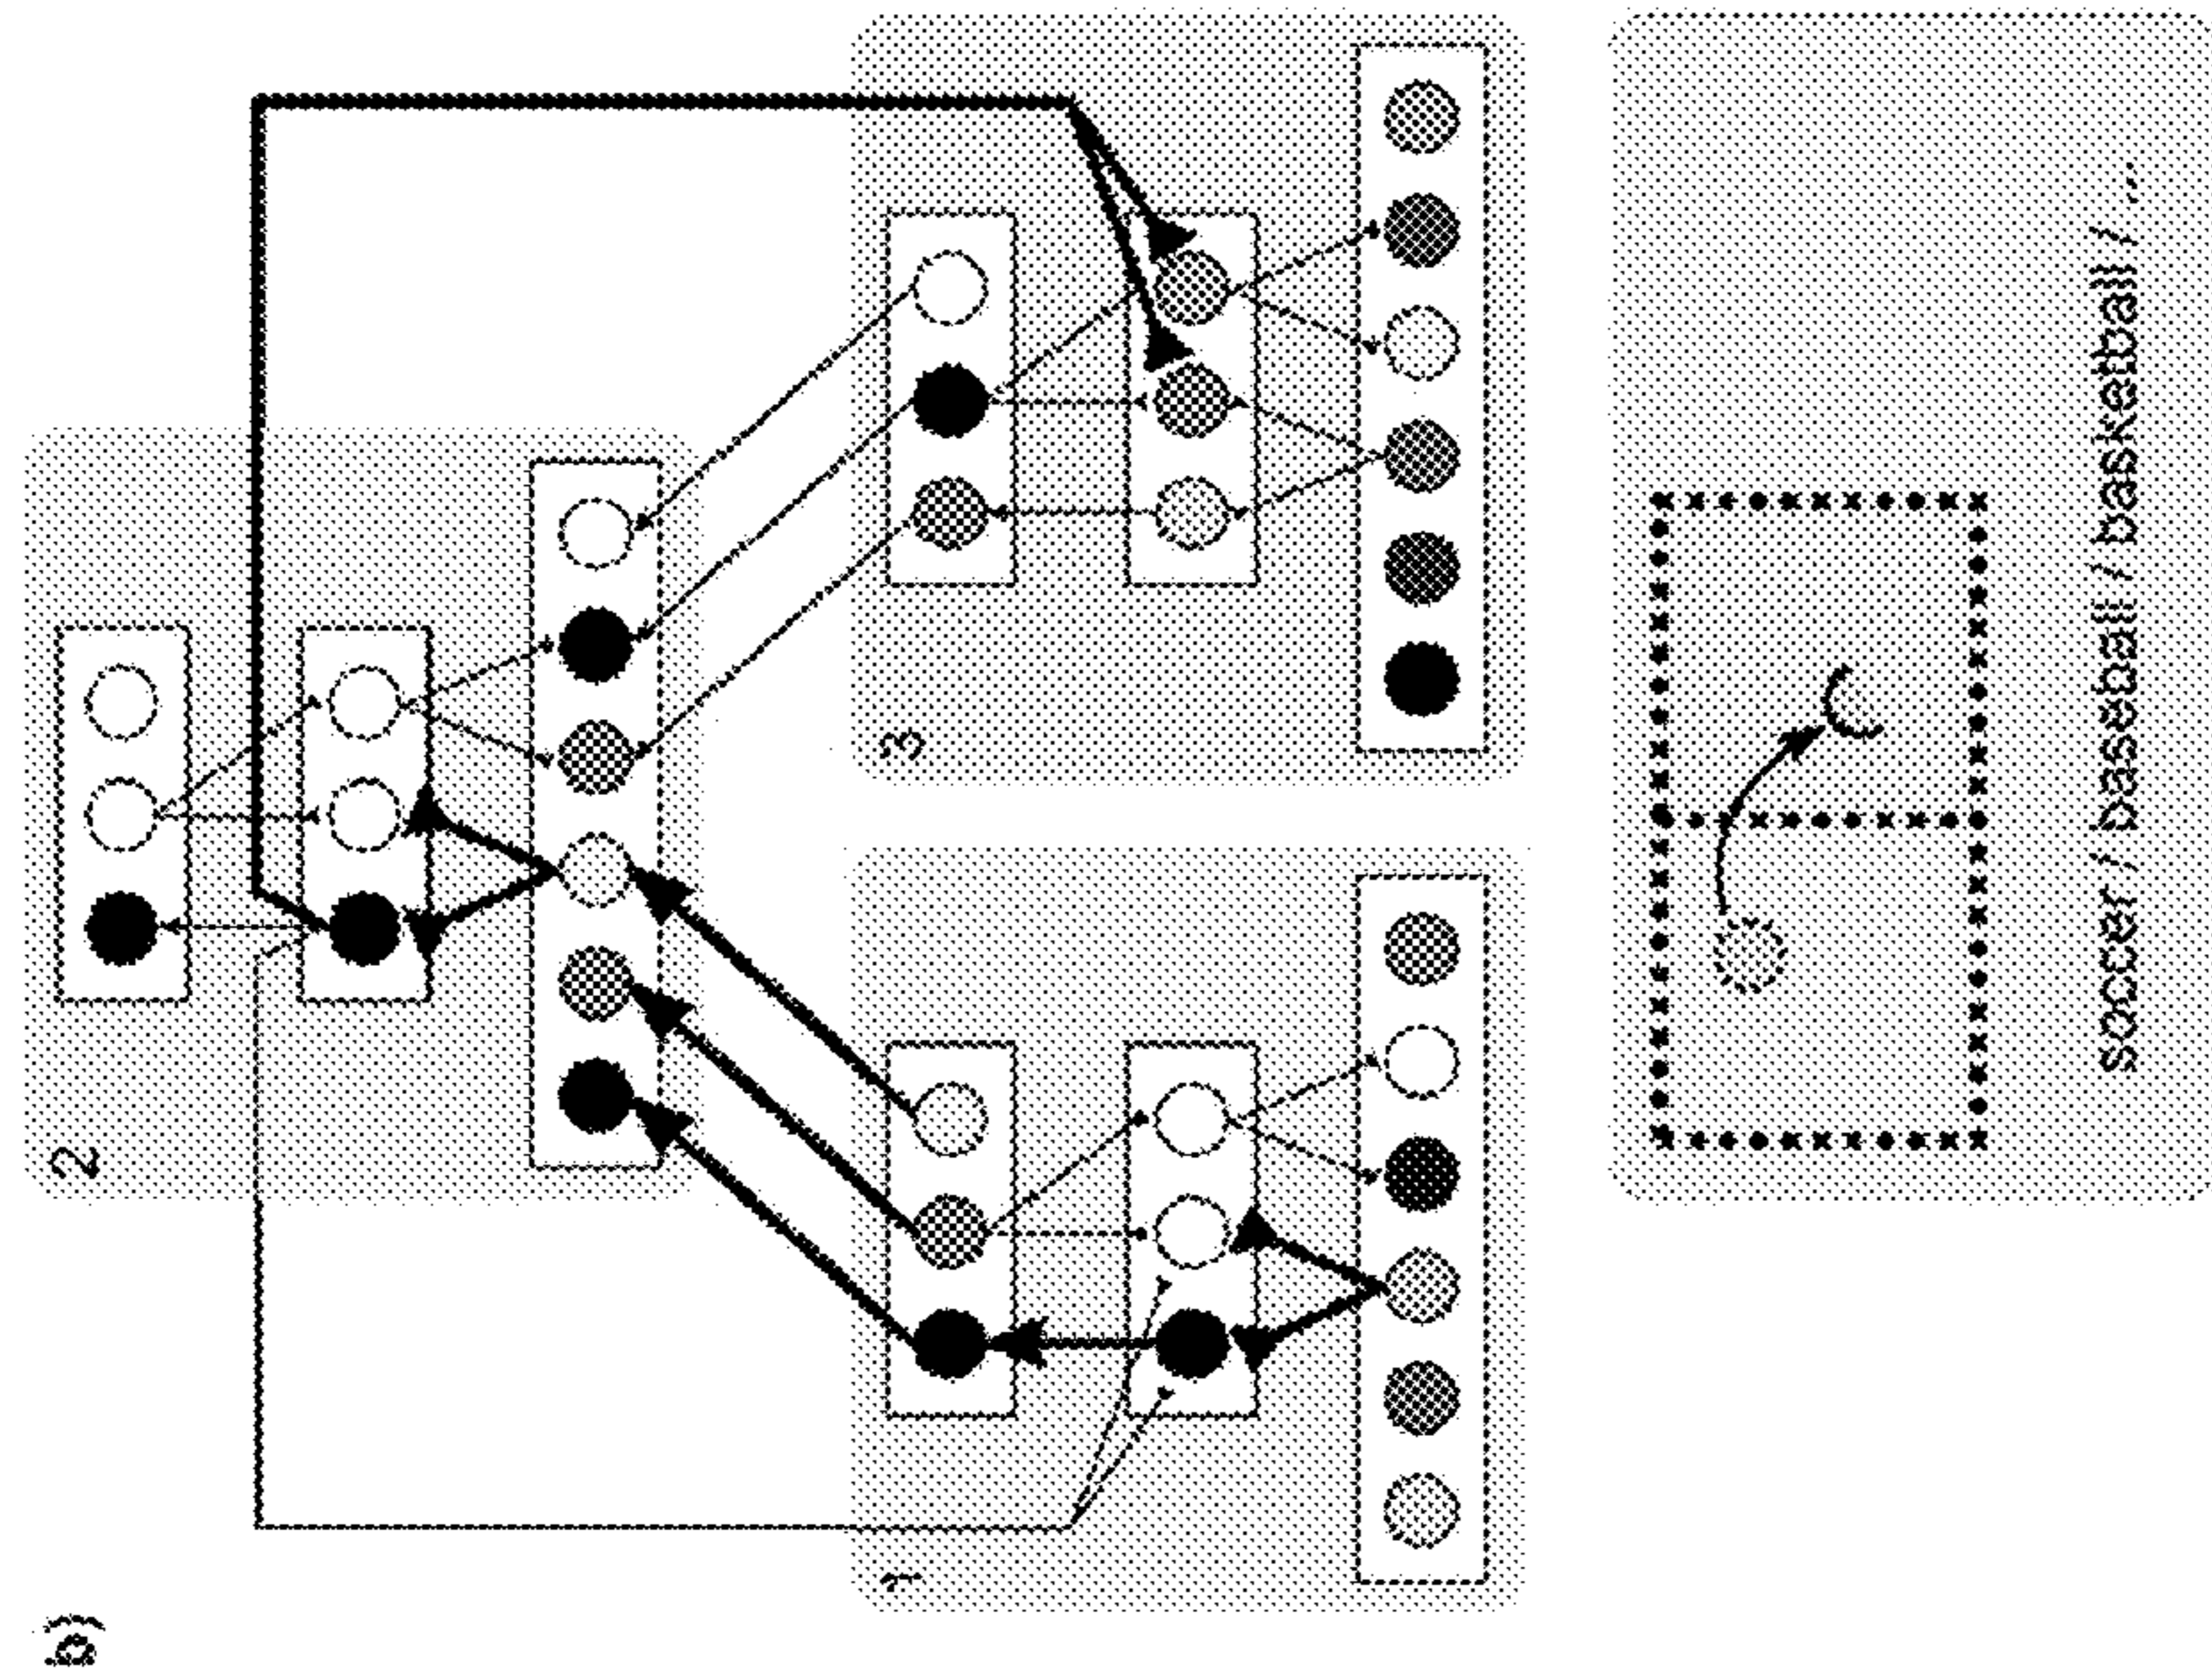 b)
2
1
3
soccer / baseball / basketball / ...